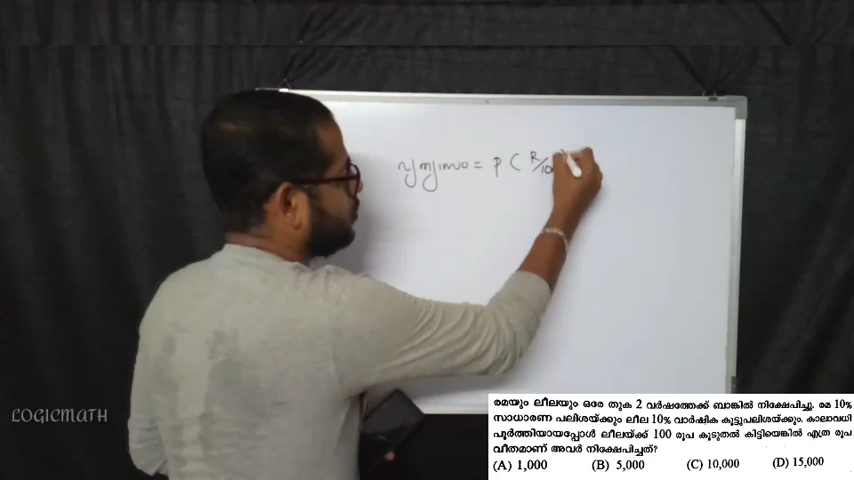 വ്യത്യാസം = P ( R/100
LOGICMATH
രമയും ലീലയും ഒരേ തുക 2 വർഷത്തേക്ക് ബാങ്കിൽ നിക്ഷേപിച്ചു. രമ 10%
സാധാരണ പലിശയ്ക്കും ലീല 10% വാർഷിക കൂട്ടുപലിശയ്ക്കും. കാലാവധി
പൂർത്തിയായപ്പോൾ ലീലയ്ക്ക് 100 രൂപ കൂടുതൽ കിട്ടിയെങ്കിൽ എത്ര രൂപ
വീതമാണ് അവർ നിക്ഷേപിച്ചത്?
(A) 1,000 (B) 5,000 (C) 10,000 (D) 15,000